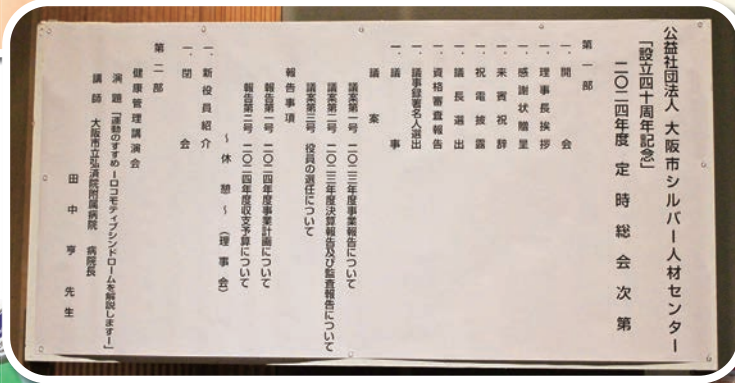 公益社団法人 大阪市シルバー人材センター
「設立四十周年記念」
二〇二四年度 定時総会次第
第一部
一、開会
一、理事長挨拶
一、感謝状贈呈
一、来賓祝辞
一、祝電披露
一、議長選出
一、資格審査報告
一、議事録署名人選出
一、議事
議案
議案第一号 二〇二三年度事業報告について
議案第二号 二〇二三年度決算報告及び監査報告について
議案第三号 役員の選任について
報告事項
報告第一号 二〇二四年度事業計画について
報告第二号 二〇二四年度収支予算について
～休憩～（理事会）
一、新役員紹介
一、閉会
第二部
健康管理講演会
演題「運動のすすめ ーロコモティブシンドロームを解説しますー」
講師 大阪市立弘済院附属病院 病院長
田中 亨 先生